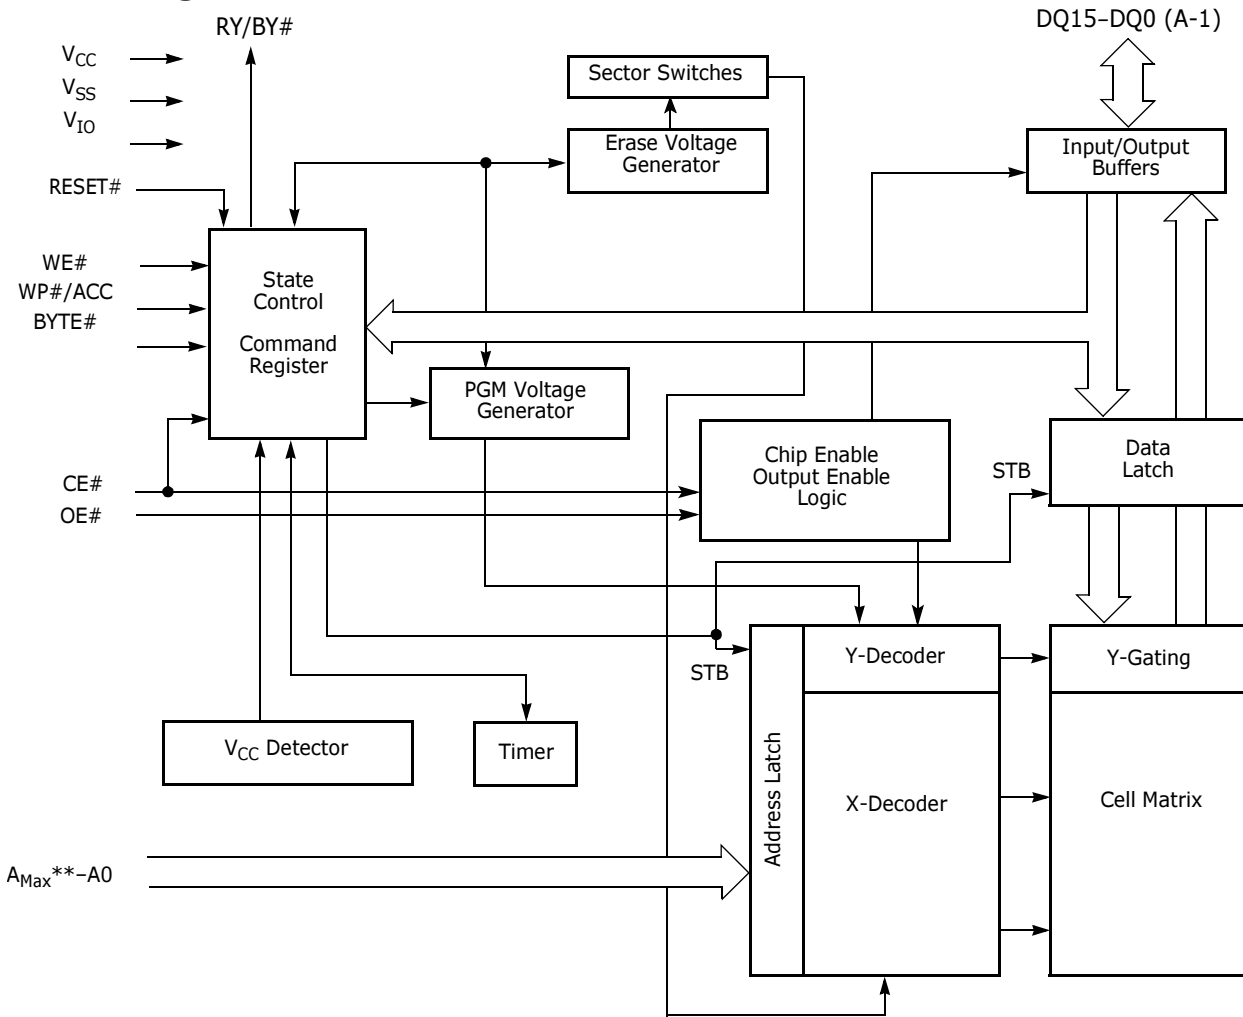 RY/BY#
DQ15–DQ0 (A-1)
VCC
VSS
VIO
Sector Switches
Erase Voltage
Generator
Input/Output
Buffers
RESET#
WE#
WP#/ACC
BYTE#
State
Control
Command
Register
PGM Voltage
Generator
CE#
OE#
Chip Enable
Output Enable
Logic
STB
Data
Latch
STB
Y-Decoder
Y-Gating
VCC Detector
Timer
Address Latch
X-Decoder
Cell Matrix
AMax**–A0